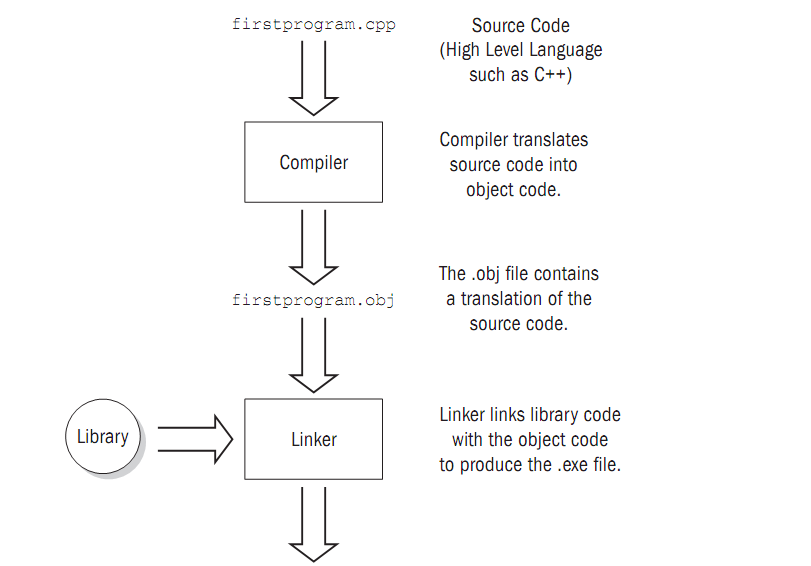 firstprogram.cpp
Source Code
(High Level Language
such as C++)
Compiler
Compiler translates
source code into
object code.
firstprogram.obj
The .obj file contains
a translation of the
source code.
Library
Linker
Linker links library code
with the object code
to produce the .exe file.